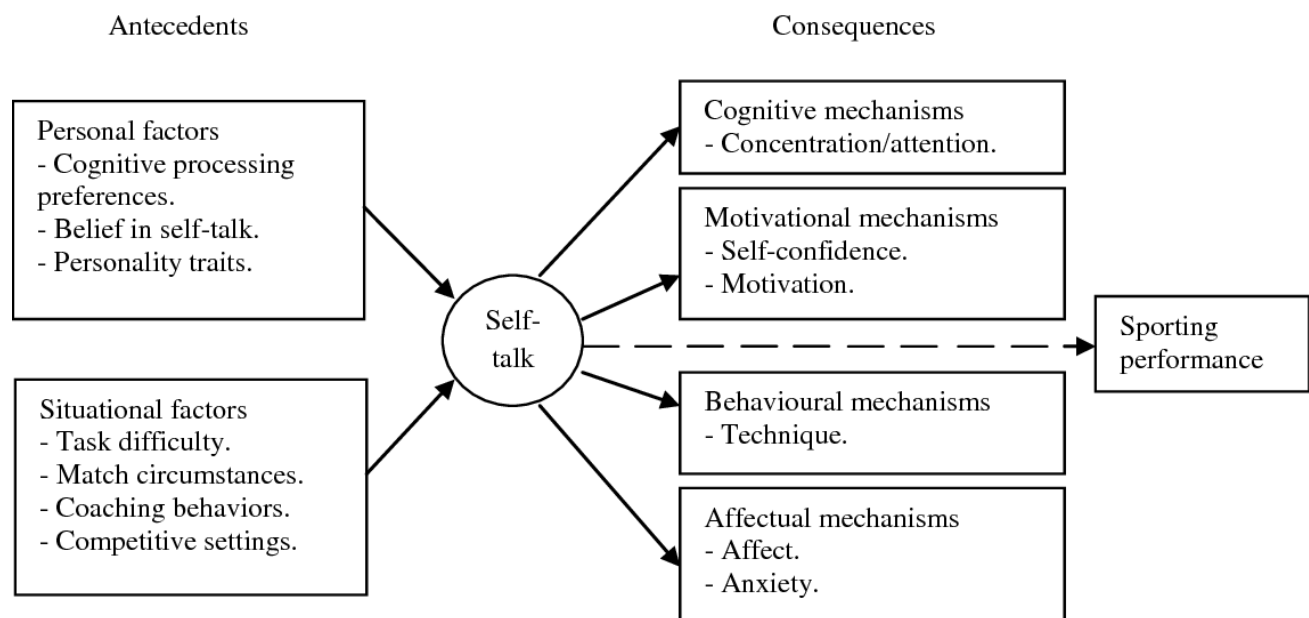 Antecedents
Consequences
Personal factors
- Cognitive processing
preferences.
- Belief in self-talk.
- Personality traits.
Situational factors
- Task difficulty.
- Match circumstances.
- Coaching behaviors.
- Competitive settings.
Self-
talk
Cognitive mechanisms
- Concentration/attention.
Motivational mechanisms
- Self-confidence.
- Motivation.
Behavioural mechanisms
- Technique.
Affectual mechanisms
- Affect.
- Anxiety.
Sporting
performance